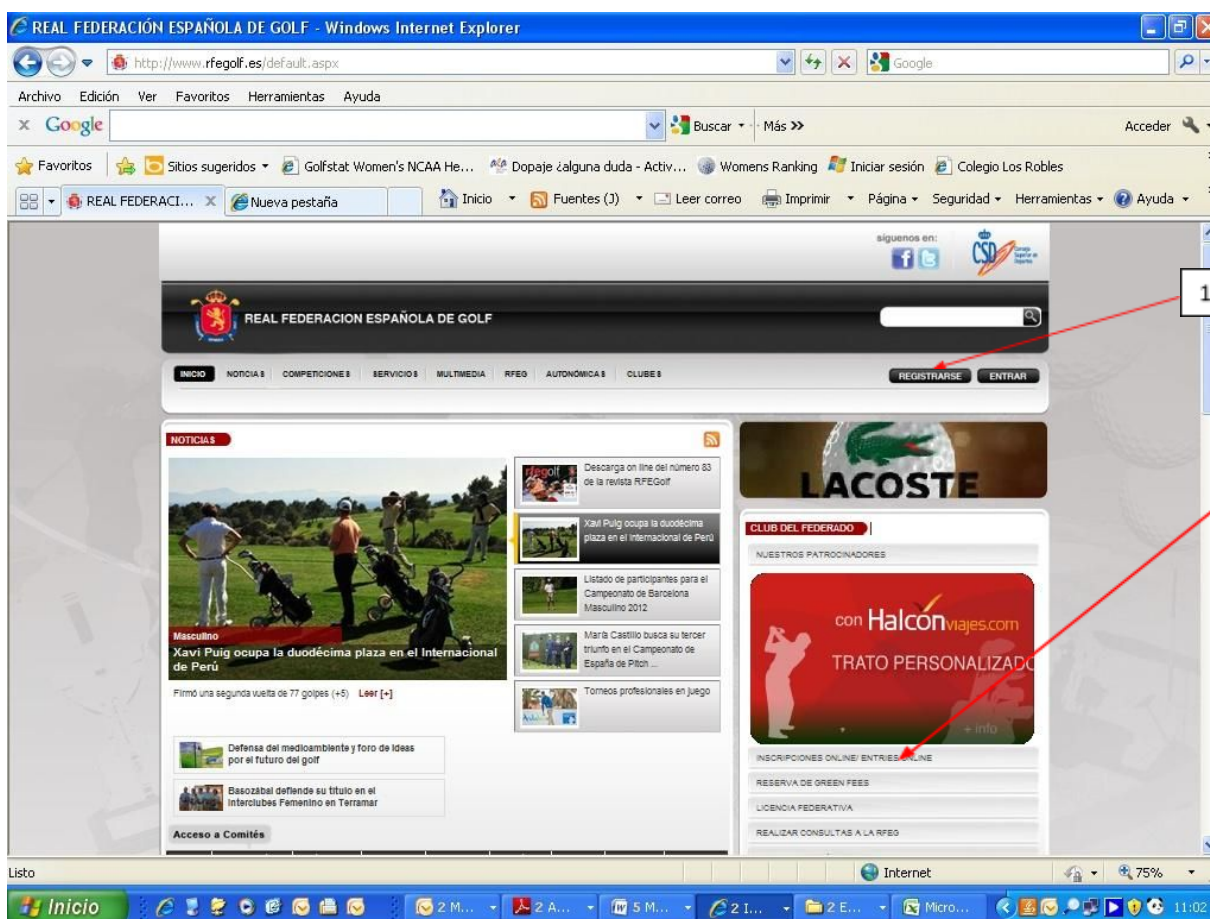 REAL FEDERACIÓN ESPAÑOLA DE GOLF - Windows Internet Explorer
http://www.rfegolf.es/default.aspx
Google
Archivo Edición Ver Favoritos Herramientas Ayuda
x Google Buscar Más >> Acceder
Favoritos Sitios sugeridos Golfstat Women's NCAA He... Dopaje ¿alguna duda - Activ... Womens Ranking Iniciar sesión Colegio Los Robles
REAL FEDERACI... X Nueva pestaña Inicio Fuentes (J) Leer correo Imprimir Página Seguridad Herramientas Ayuda
síguenos en:
CSD
1
REAL FEDERACION ESPAÑOLA DE GOLF
INICIO NOTICIAS COMPETICIONES SERVICIOS MULTIMEDIA RFEG AUTONÓMICAS CLUBES REGISTRARSE ENTRAR
NOTICIAS
Masculino
Xavi Puig ocupa la duodécima plaza en el Internacional
de Perú
Firmó una segunda vuelta de 77 golpes (+5) Leer [+]
rfegolf
Descarga on line del número 83
de la revista RFEGolf
Xavi Puig ocupa la duodécima
plaza en el Internacional de Perú
Listado de participantes para el
Campeonato de Barcelona
Masculino 2012
María Castillo busca su tercer
triunfo en el Campeonato de
España de Pitch ...
Torneos profesionales en juego
Defensa del medioambiente y foro de ideas
por el futuro del golf
Basozábal defiende su título en el
Interclubes Femenino en Terramar
Acceso a Comités
LACOSTE
CLUB DEL FEDERADO
NUESTROS PATROCINADORES
con Halcónviajes.com
TRATO PERSONALIZADO
+ info
INSCRIPCIONES ONLINE/ ENTRIES ONLINE
RESERVA DE GREEN FEES
LICENCIA FEDERATIVA
REALIZAR CONSULTAS A LA RFEG
Listo Internet 75%
Inicio 2 M... 2 A... 5 M... 2 I... 2 E... Micro... 11:02